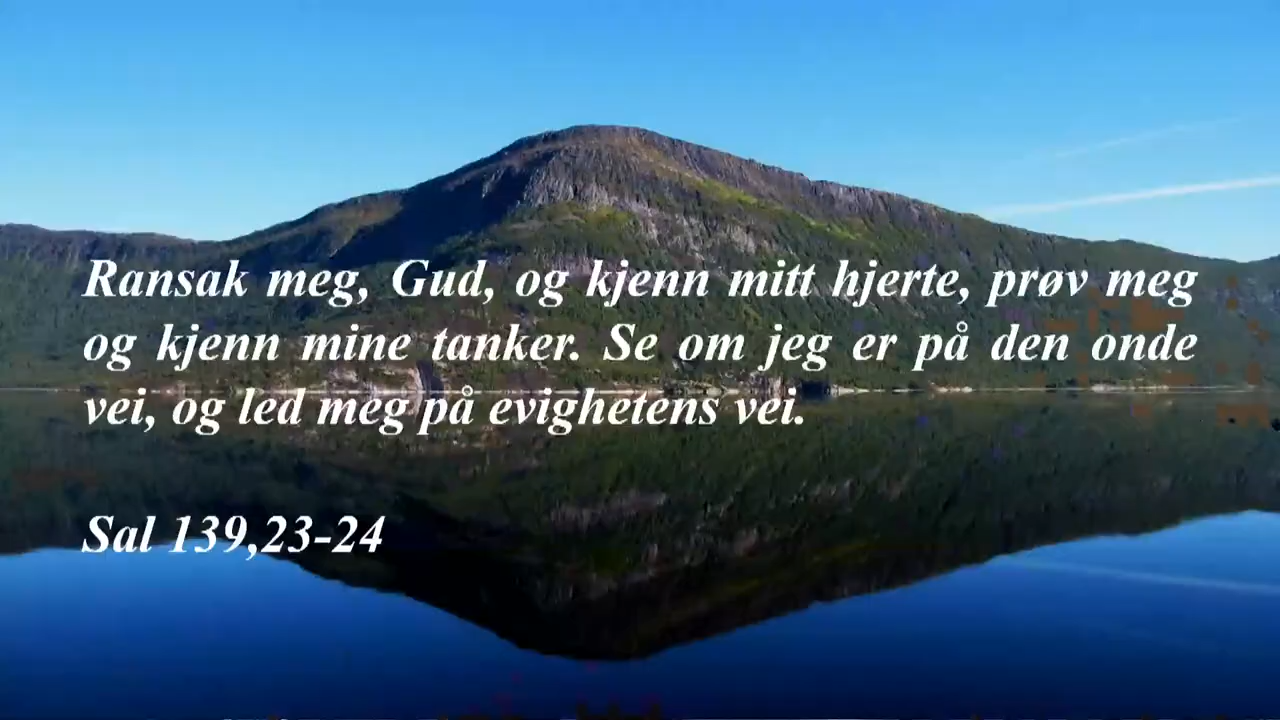 Ransak meg, Gud, og kjenn mitt hjerte, prøv meg
og kjenn mine tanker. Se om jeg er på den onde
vei, og led meg på evighetens vei.
Sal 139,23-24